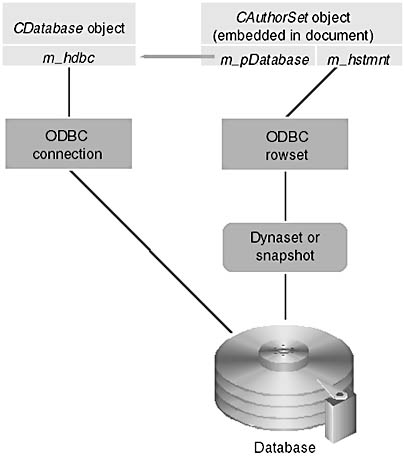 CDatabase object
m_hdbc
CAuthorSet object
(embedded in document)
m_pDatabase
m_hstmnt
ODBC
connection
ODBC
rowset
Dynaset or
snapshot
Database